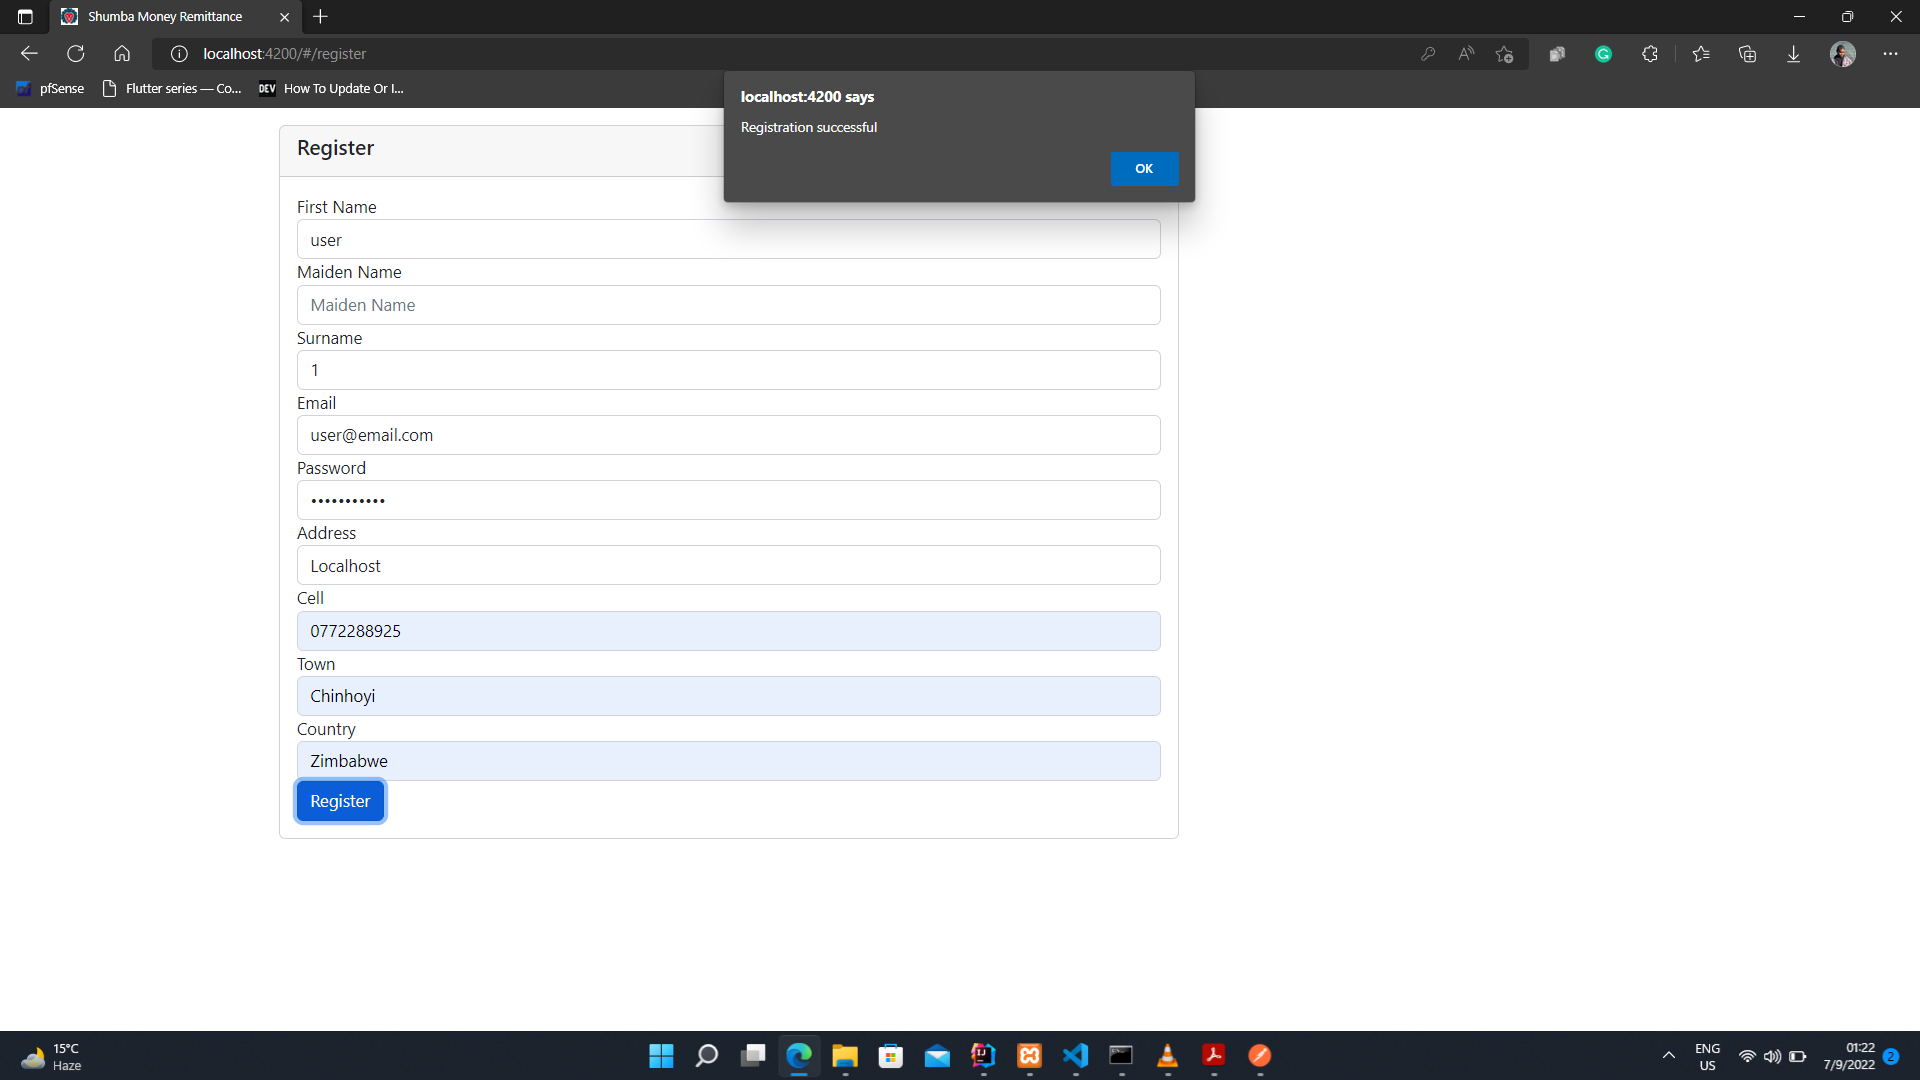 Shumba Money Remittance
localhost:4200/#/register
pfSense
Flutter series — Co...
DEV
How To Update Or I...
localhost:4200 says
Registration successful
OK
Register
First Name
user
Maiden Name
Maiden Name
Surname
1
Email
user@email.com
Password
•••••••••••
Address
Localhost
Cell
0772288925
Town
Chinhoyi
Country
Zimbabwe
Register
15°C
Haze
ENG
US
01:22
7/9/2022
2